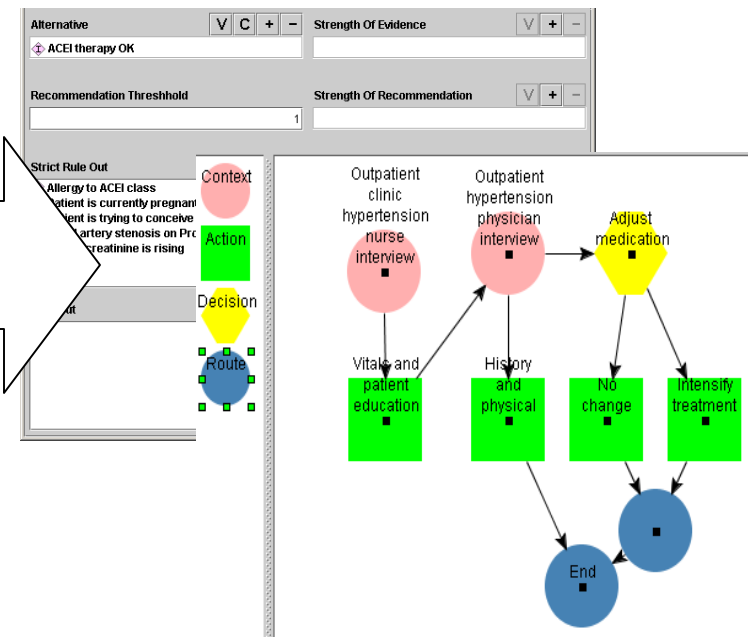 Alternative V C + −
Strength Of Evidence V + −
I ACEI therapy OK
Recommendation Threshhold
Strength Of Recommendation V + −
1
Strict Rule Out
Allergy to ACEI class
atient is currently pregnant
ient is trying to conceive
artery stenosis on Pro
creatinine is rising
ut
Context
Action
Decision
Route
Outpatient
clinic
hypertension
nurse
interview
Outpatient
hypertension
physician
interview
Adjust
medication
Vitals and
patient
education
History
and
physical
No
change
Intensify
treatment
End